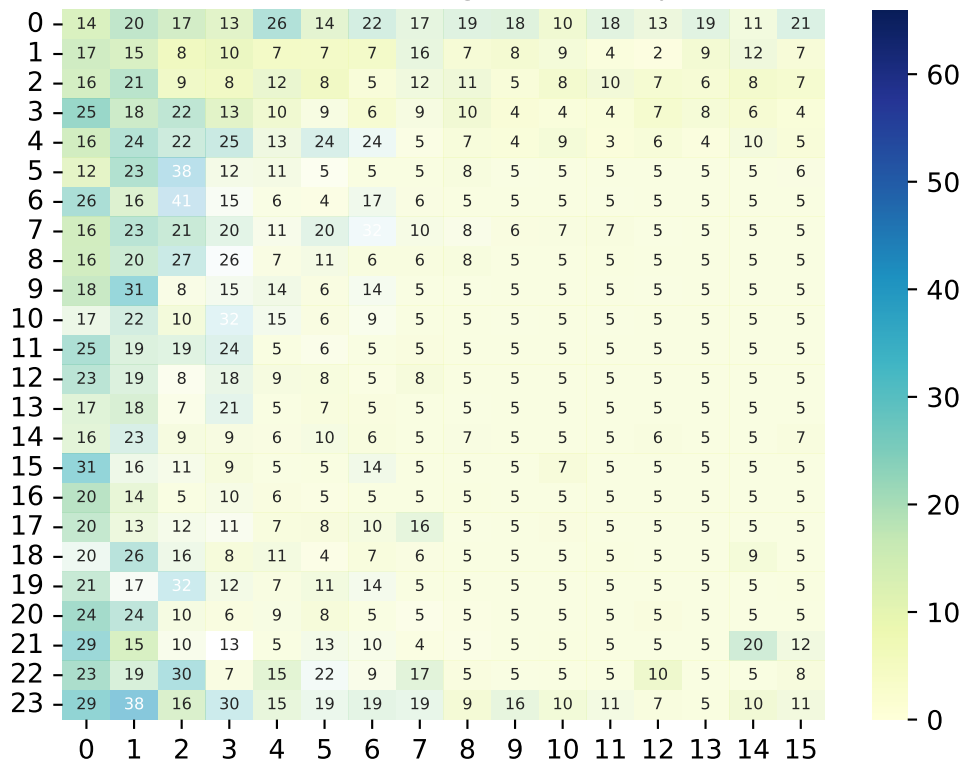 0 14 20 17 13 26 14 22 17 19 18 10 18 13 19 11 21
1 17 15 8 10 7 7 7 16 7 8 9 4 2 9 12 7
2 16 21 9 8 12 8 5 12 11 5 8 10 7 6 8 7
3 25 18 22 13 10 9 6 9 10 4 4 4 7 8 6 4
4 16 24 22 25 13 24 24 5 7 4 9 3 6 4 10 5
5 12 23 38 12 11 5 5 5 8 5 5 5 5 5 5 6
6 26 16 41 15 6 4 17 6 5 5 5 5 5 5 5 5
7 16 23 21 20 11 20 32 10 8 6 7 7 5 5 5 5
8 16 20 27 26 7 11 6 6 8 5 5 5 5 5 5 5
9 18 31 8 15 14 6 14 5 5 5 5 5 5 5 5 5
10 17 22 10 32 15 6 9 5 5 5 5 5 5 5 5 5
11 25 19 19 24 5 6 5 5 5 5 5 5 5 5 5 5
12 23 19 8 18 9 8 5 8 5 5 5 5 5 5 5 5
13 17 18 7 21 5 7 5 5 5 5 5 5 5 5 5 5
14 16 23 9 9 6 10 6 5 7 5 5 5 6 5 5 7
15 31 16 11 9 5 5 14 5 5 5 7 5 5 5 5 5
16 20 14 5 10 6 5 5 5 5 5 5 5 5 5 5 5
17 20 13 12 11 7 8 10 16 5 5 5 5 5 5 5 5
18 20 26 16 8 11 4 7 6 5 5 5 5 5 5 9 5
19 21 17 32 12 7 11 14 5 5 5 5 5 5 5 5 5
20 24 24 10 6 9 8 5 5 5 5 5 5 5 5 5 5
21 29 15 10 13 5 13 10 4 5 5 5 5 5 5 20 12
22 23 19 30 7 15 22 9 17 5 5 5 5 10 5 5 8
23 29 38 16 30 15 19 19 19 9 16 10 11 7 5 10 11
0 1 2 3 4 5 6 7 8 9 10 11 12 13 14 15
60
50
40
30
20
10
0